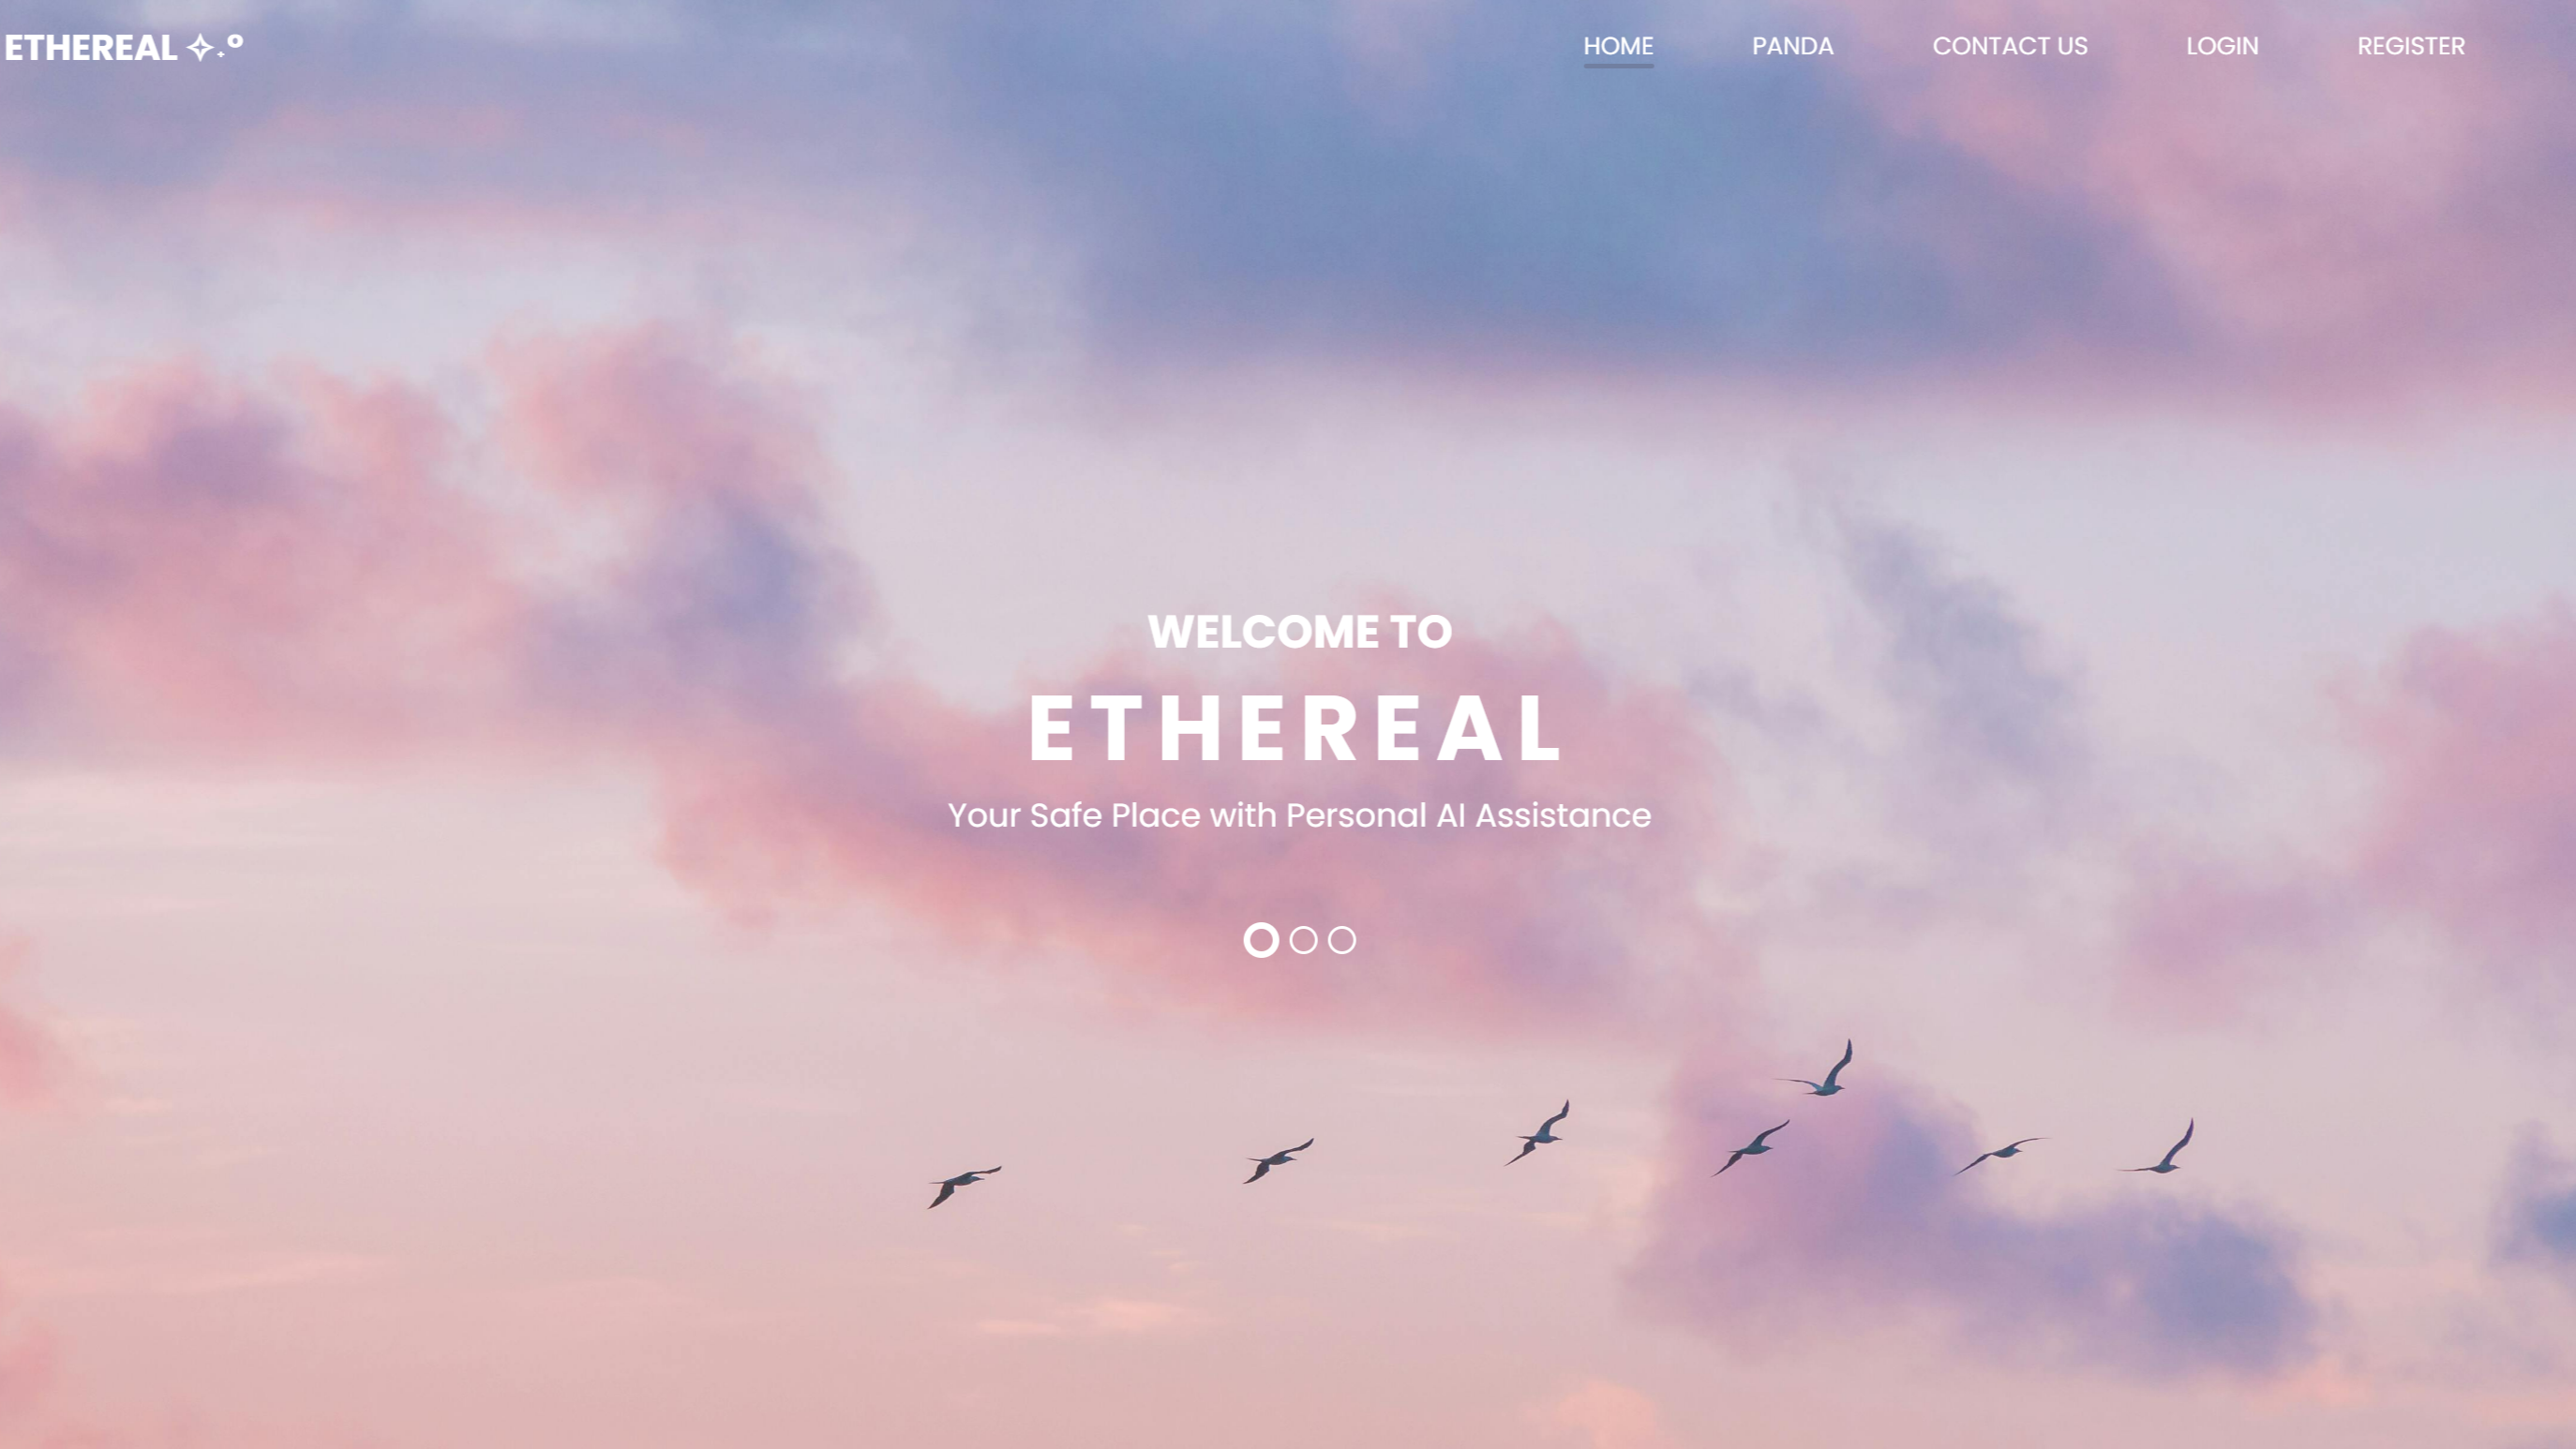 ETHEREAL ✧˖°
HOME PANDA CONTACT US LOGIN REGISTER
WELCOME TO
ETHEREAL
Your Safe Place with Personal AI Assistance